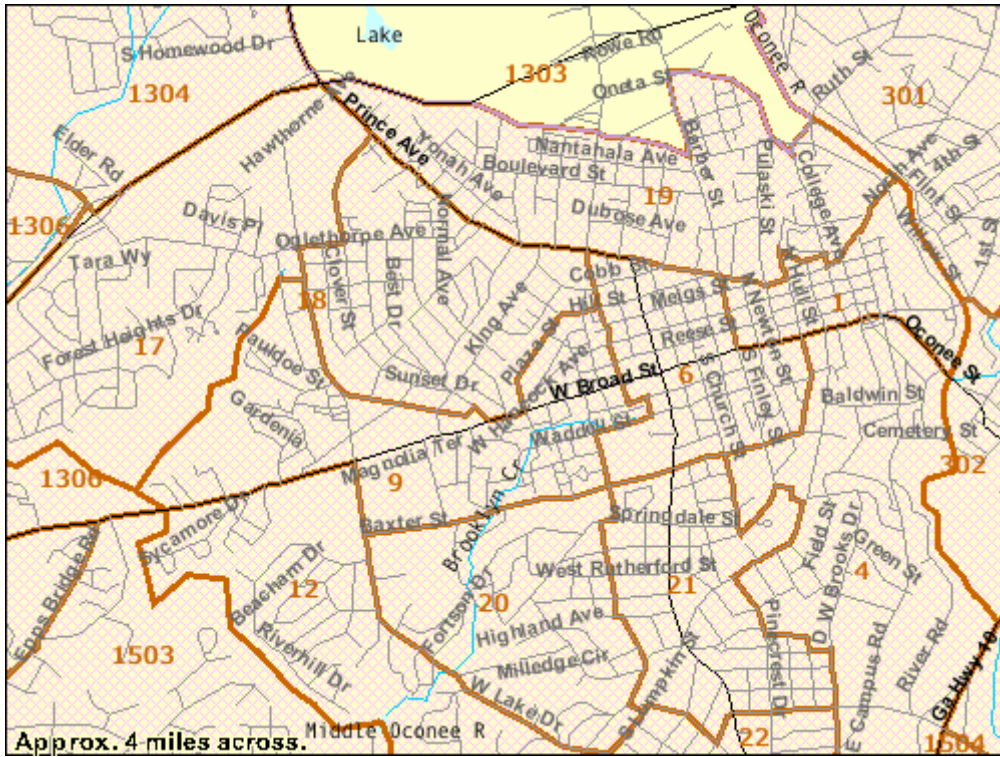 Lake
S Homewood Dr
Rowe Rd
1303
Oconee R
Oneta St
Ruth St
1304
301
Prince Ave
Hawthorne
Elder Rd
Yonah Ave
Nantahala Ave
Boulevard St
Barber St
Pulaski St
College Ave
North Ave
4th St
Flint St
19
1306
Davis Pl
Normal Ave
Dubose Ave
Wilkerson St
1st St
Oglethorpe Ave
Tara Wy
Clover St
Best Dr
Cobb St
Hill St
Meigs St
N Newton St
N Hull St
1
18
King Ave
Plaza St
Reese St
Oconee St
Forest Heights Dr
17
Pauldoe St
Sunset Dr
W Hancock Ave
W Broad St
6
S Church St
S Finley St
Baldwin St
Gardenia
Waddell St
Cemetery St
Magnolia Ter
1306
9
302
Baxter St
Brooklyn Cr
Springdale St
Sycamore Dr
Field St
D W Brooks Dr
Green St
4
Epps Bridge Rd
Beacham Dr
12
West Rutherford St
21
20
Fortson Dr
Highland Ave
Pinecrest Dr
Riverhill Dr
1503
Milledge Cir
S Lumpkin St
E Campus Rd
River Rd
W Lake Dr
Ga Hwy 10
Middle Oconee R
22
1504
Approx. 4 miles across.